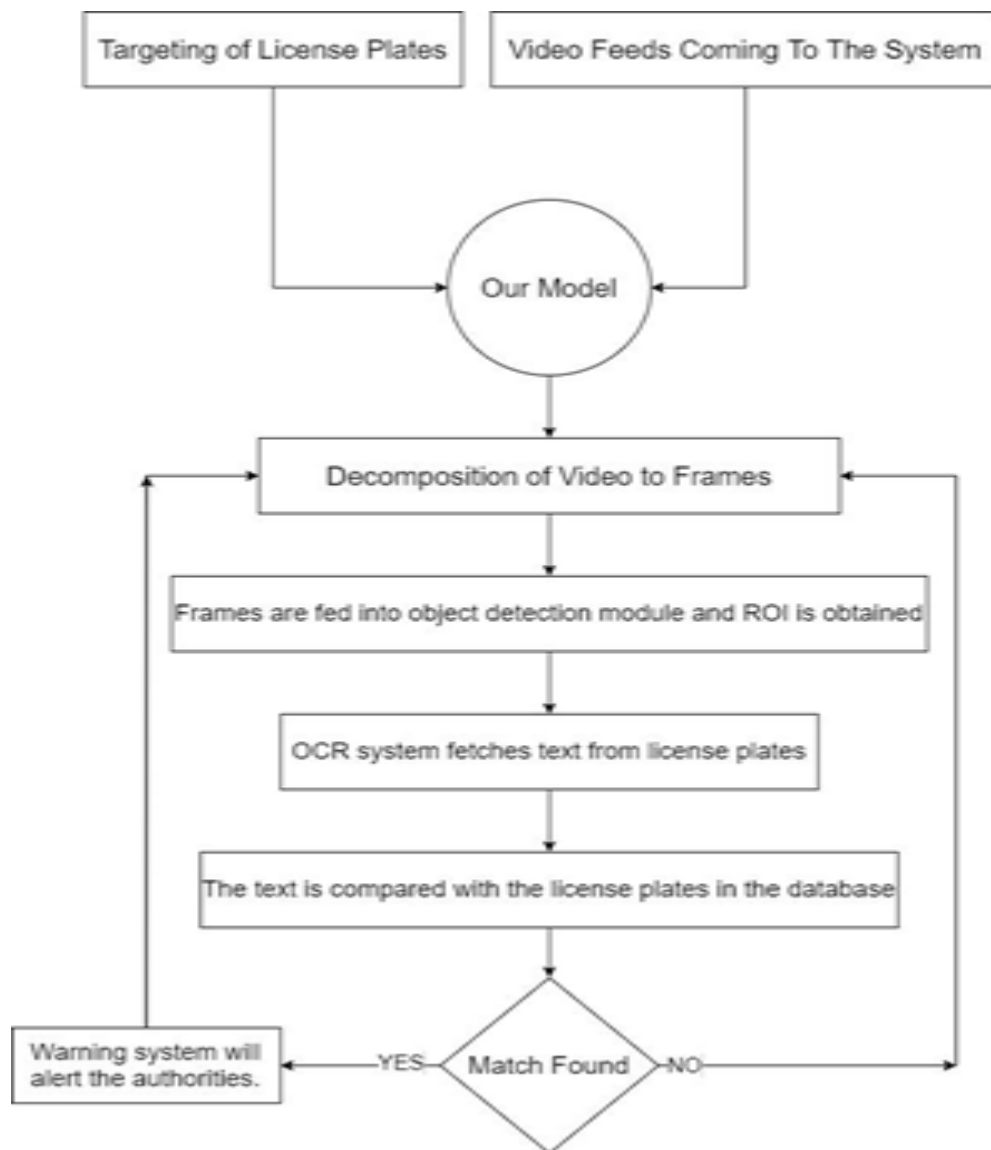 Targeting of License Plates
Video Feeds Coming To The System
Our Model
Decomposition of Video to Frames
Frames are fed into object detection module and ROI is obtained
OCR system fetches text from license plates
The text is compared with the license plates in the database
Match Found
YES
NO
Warning system will
alert the authorities.